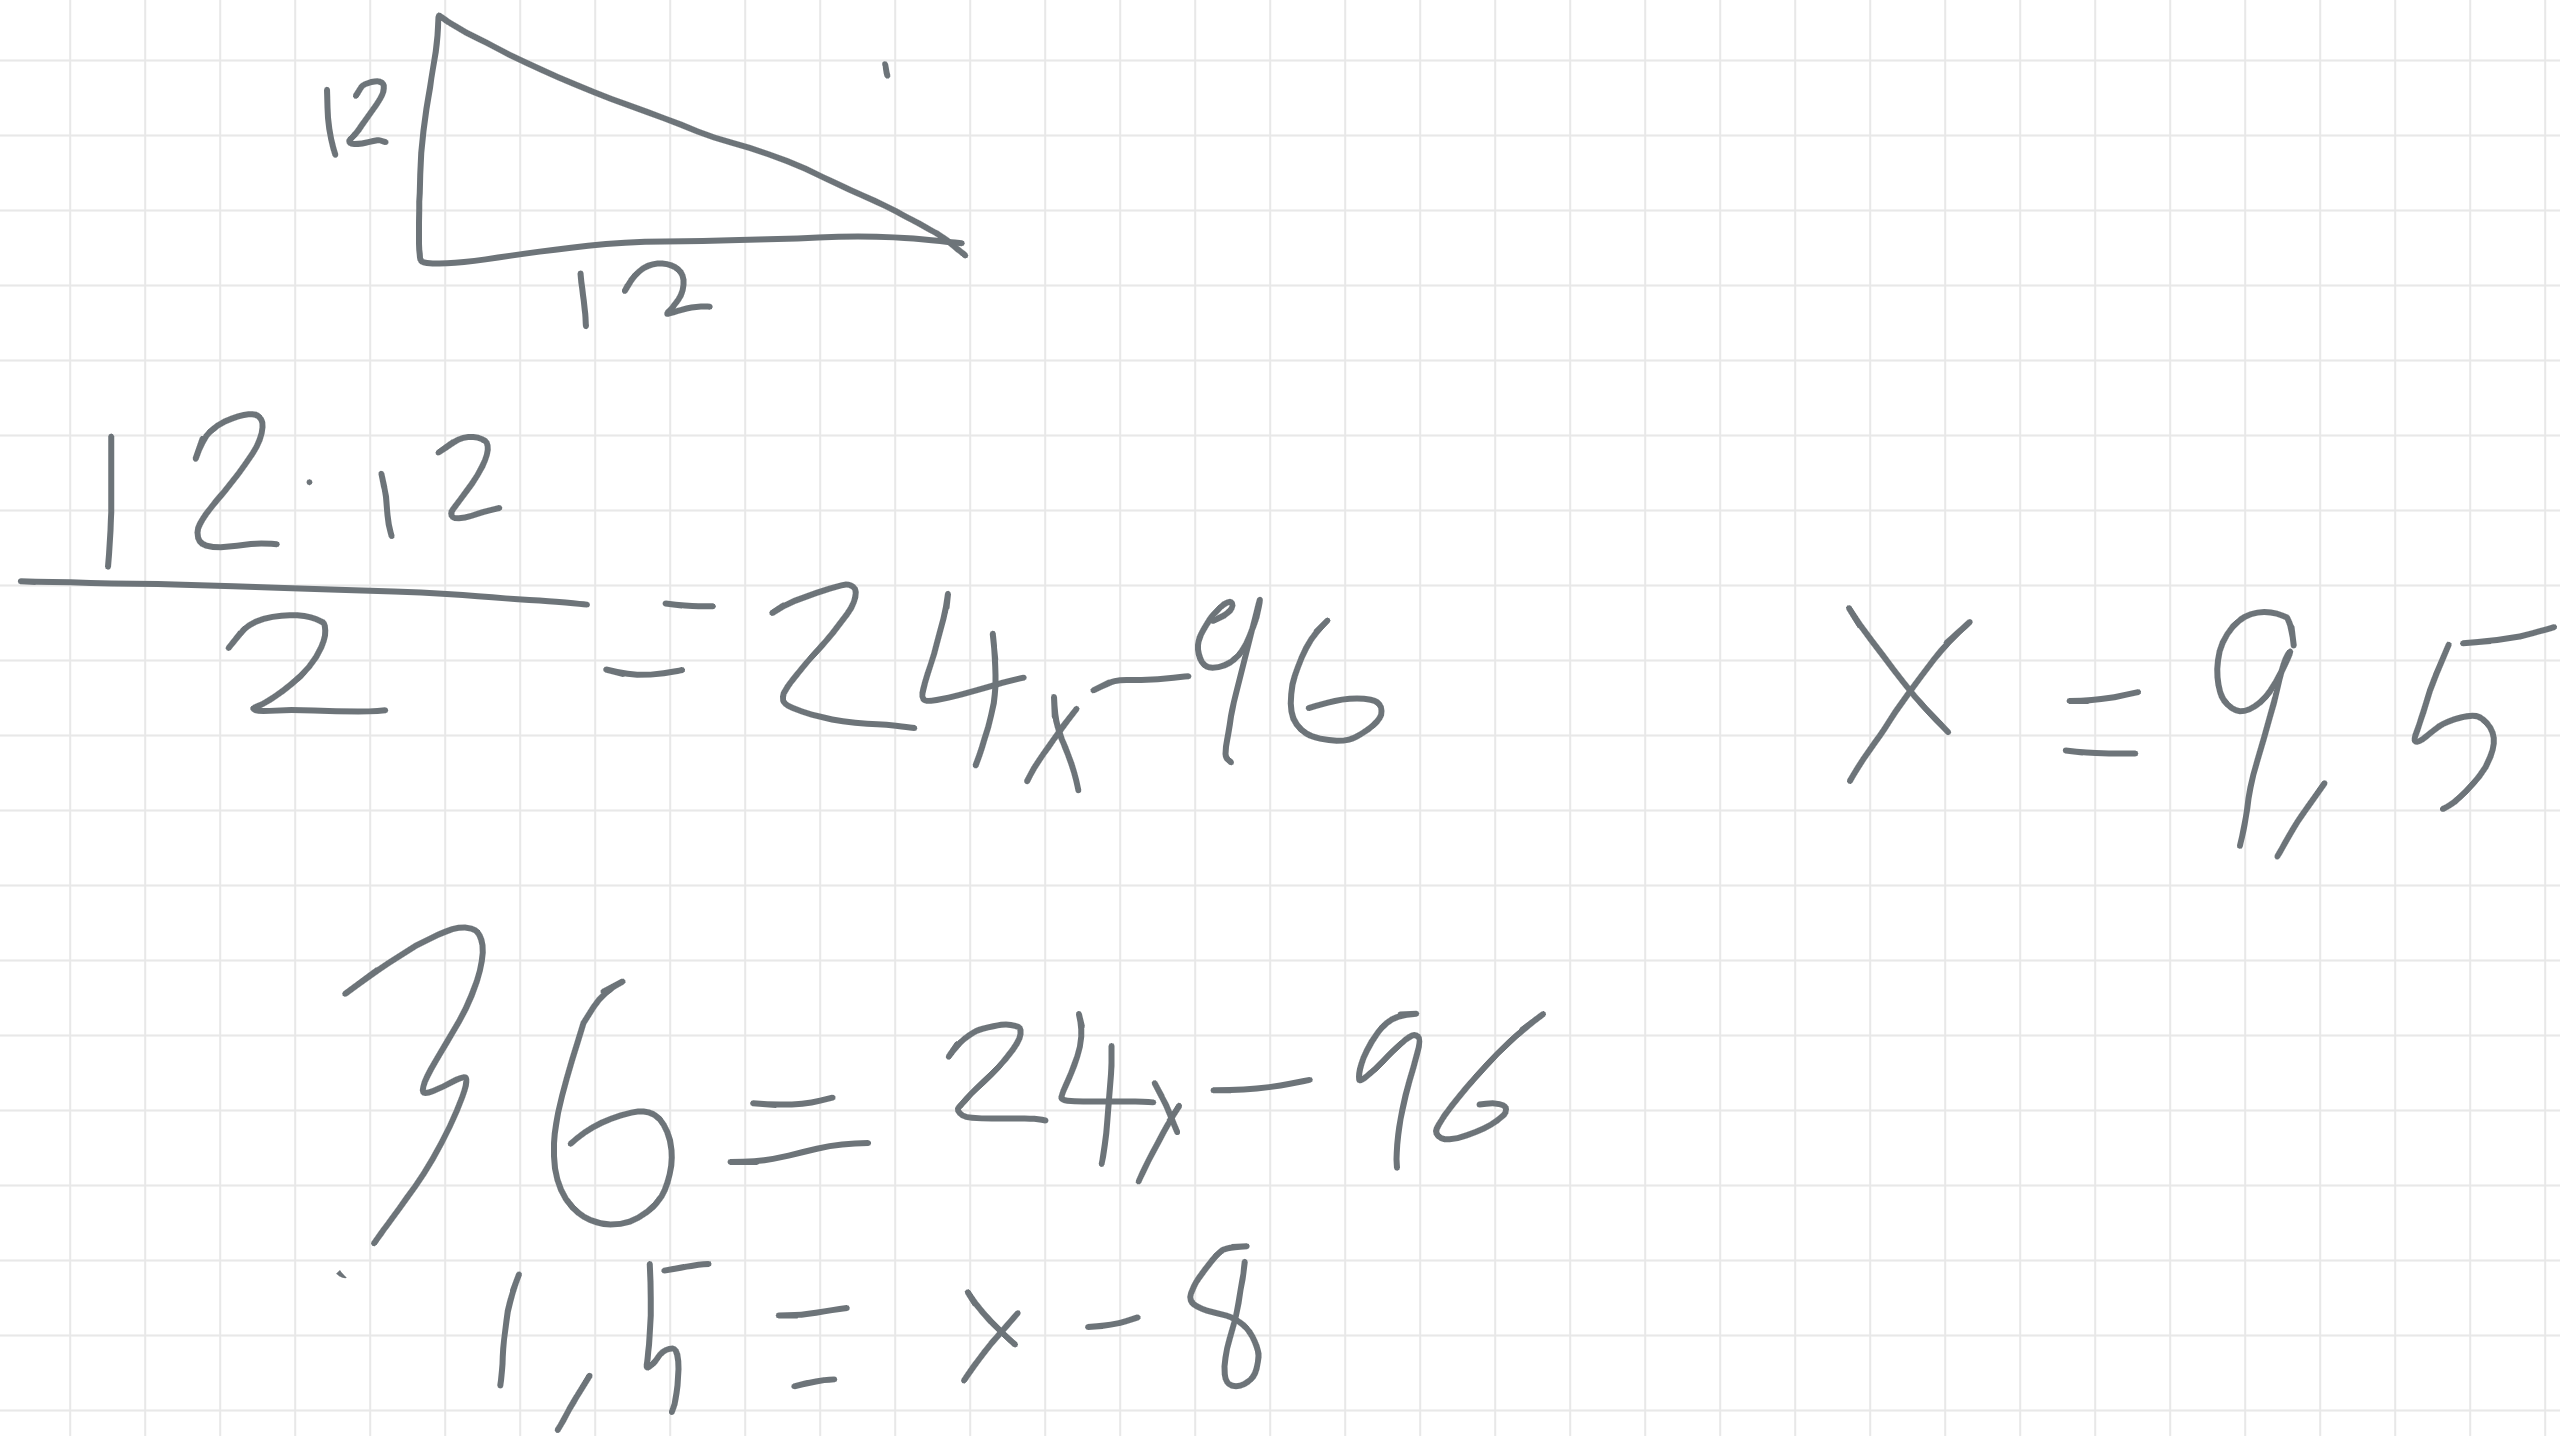 12
12
12·12/2 = 24x-96
x = 9,5
36 = 24x-96
1,5 = x-8